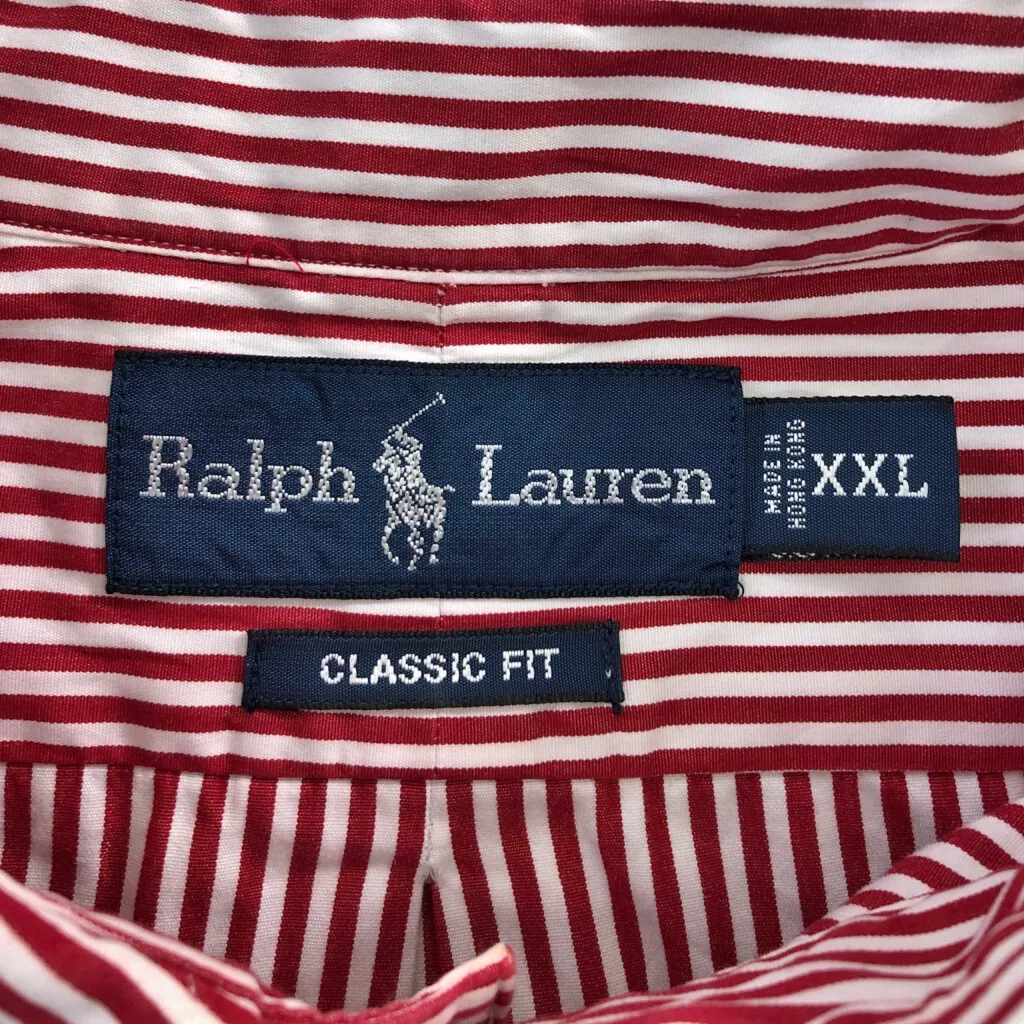 Ralph Lauren
MADE IN
HONG KONG
XXL
CLASSIC FIT